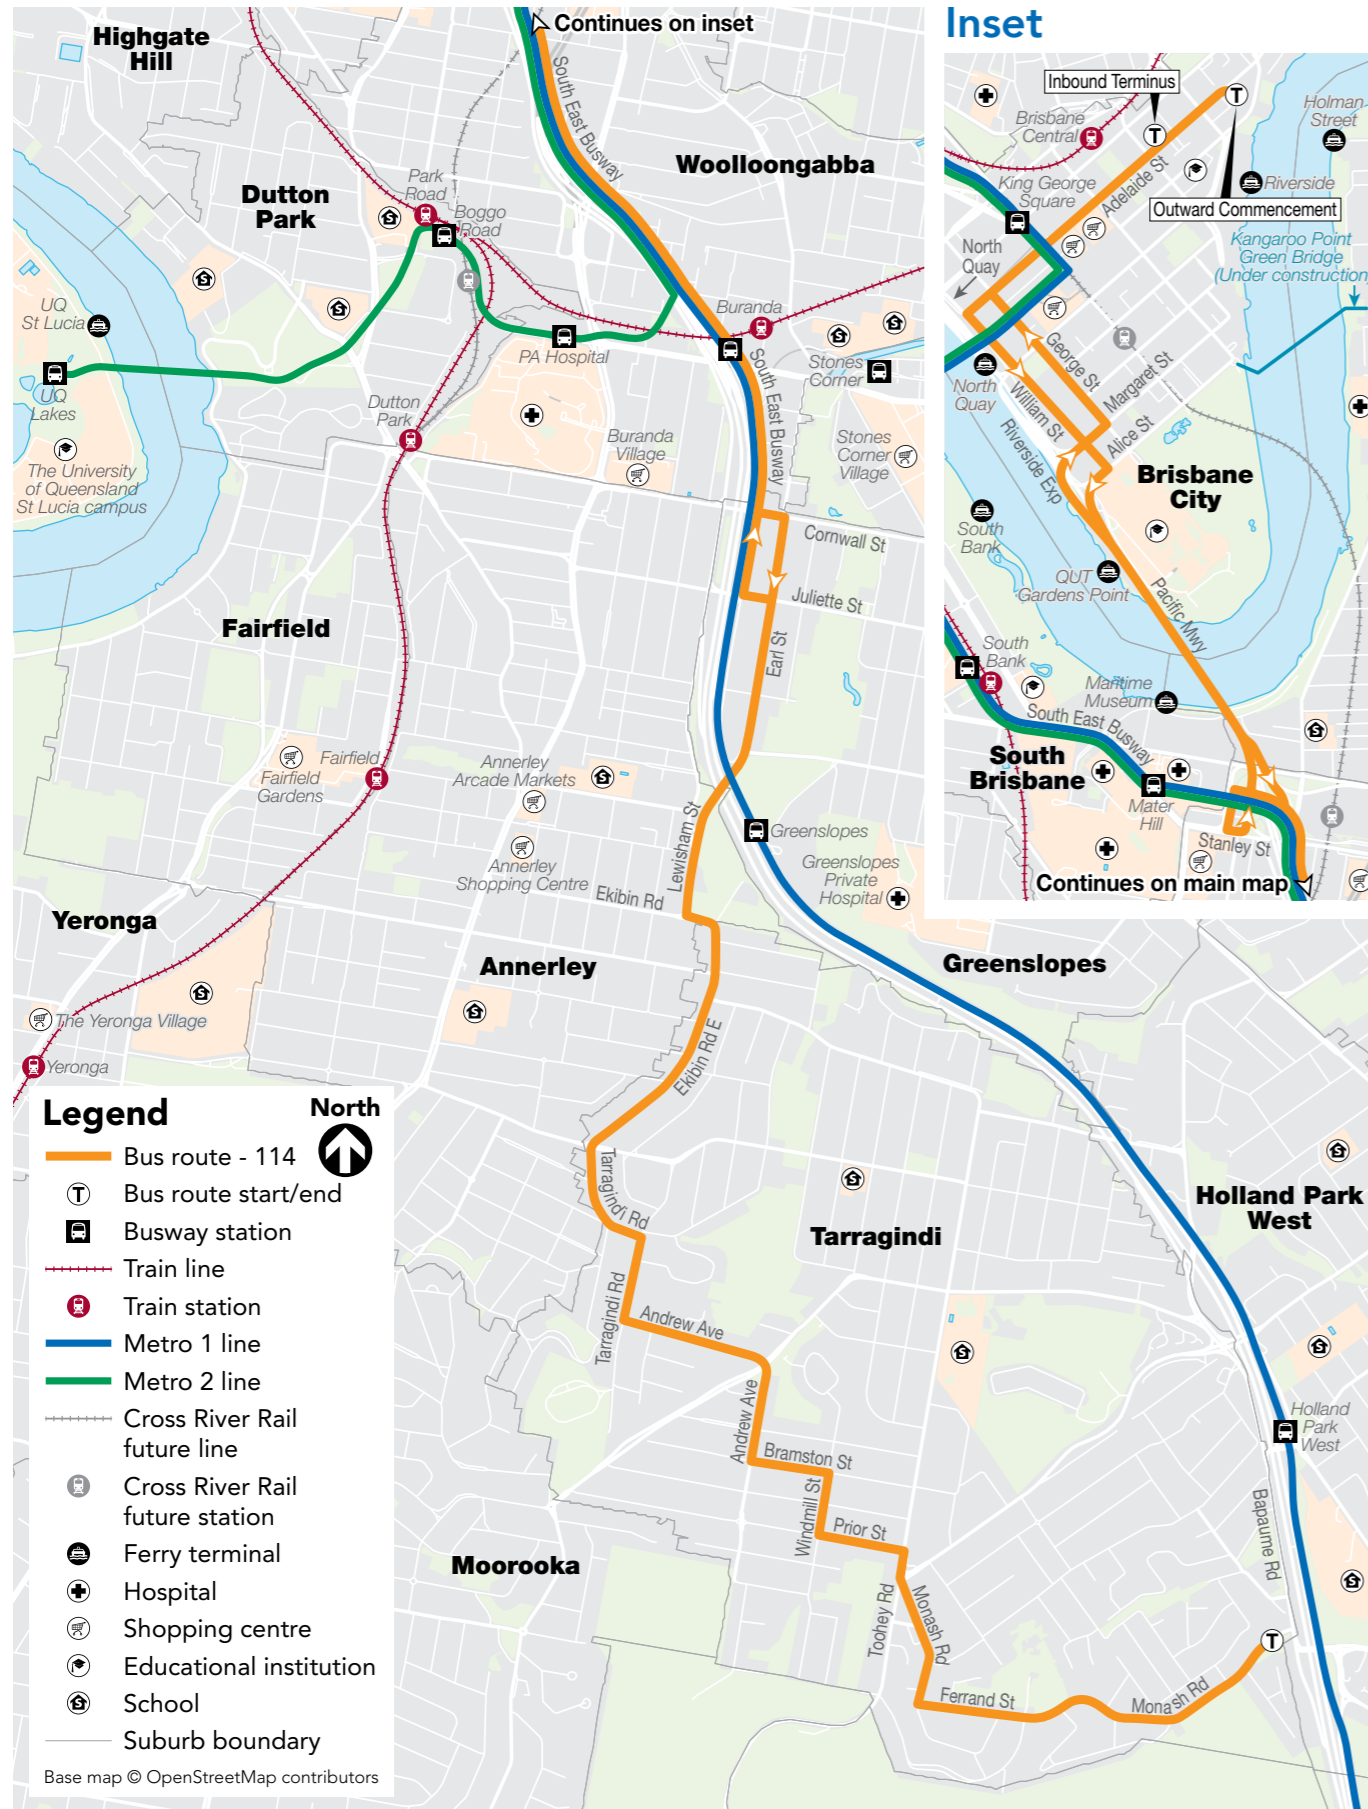 Continues on inset
Highgate
Hill
South East Busway
Woolloongabba
Dutton
Park
Park
Road
Boggo
Road
UQ
St Lucia
UQ
Lakes
The University
of Queensland
St Lucia campus
PA Hospital
Buranda
Stones
Corner
South East Busway
Dutton
Park
Buranda
Village
Stones
Corner
Village
Cornwall St
Juliette St
Earl St
Fairfield
Fairfield
Fairfield
Gardens
Annerley
Arcade Markets
Annerley
Shopping Centre
Lewisham St
Ekibin Rd
Greenslopes
Greenslopes
Private
Hospital
Yeronga
Annerley
Greenslopes
The Yeronga Village
Yeronga
Ekibin Rd E
Tarragindi Rd
Tarragindi
Holland Park
West
Tarragindi Rd
Andrew Ave
Andrew Ave
Bramston St
Windmill St
Prior St
Holland
Park
West
Bapaume Rd
Moorooka
Toohey Rd
Monash Rd
Ferrand St
Monash Rd
T
Inset
Inbound Terminus
T
T
Brisbane
Central
Holman
Street
King George
Square
Adelaide St
Riverside
Outward Commencement
North
Quay
Kangaroo Point
Green Bridge
(Under construction
North
Quay
George St
Margaret St
William St
Alice St
Riverside Exp
Brisbane
City
South
Bank
QUT
Gardens Point
Pacific Mwy
South
Bank
Maritime
Museum
South East Busway
South
Brisbane
Mater
Hill
Stanley St
Continues on main map
Legend
North
Bus route - 114
T
Bus route start/end
Busway station
Train line
Train station
Metro 1 line
Metro 2 line
Cross River Rail
future line
Cross River Rail
future station
Ferry terminal
Hospital
Shopping centre
Educational institution
School
Suburb boundary
Base map © OpenStreetMap contributors